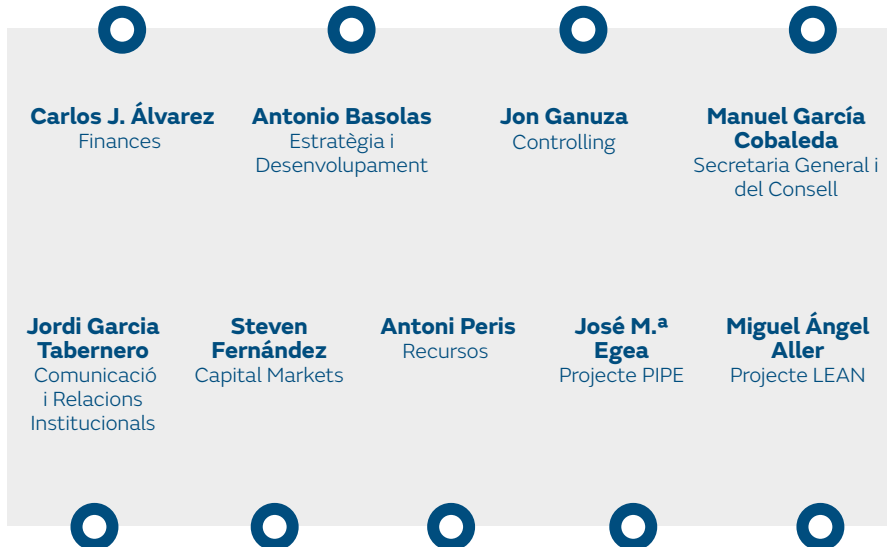 Carlos J. Álvarez
Finances
Antonio Basolas
Estratègia i
Desenvolupament
Jon Ganuza
Controlling
Manuel García
Cobaleda
Secretaria General i
del Consell
Jordi Garcia
Tabernero
Comunicació
i Relacions
Institucionals
Steven
Fernández
Capital Markets
Antoni Peris
Recursos
José M.ª
Egea
Projecte PIPE
Miguel Ángel
Aller
Projecte LEAN